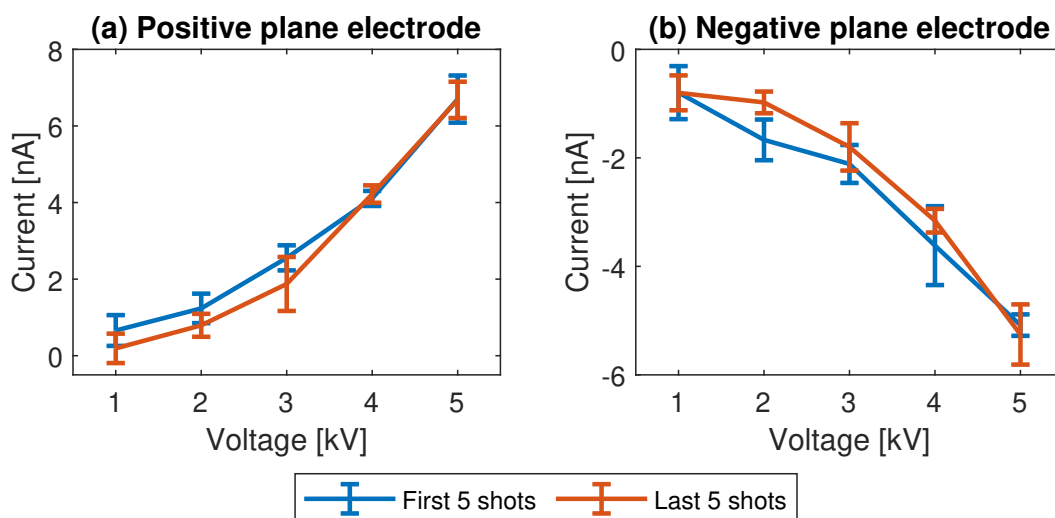 (a) Positive plane electrode
8
6
4
2
0
Current [nA]
1 2 3 4 5
Voltage [kV]
(b) Negative plane electrode
0
-2
-4
-6
Current [nA]
1 2 3 4 5
Voltage [kV]
First 5 shots Last 5 shots